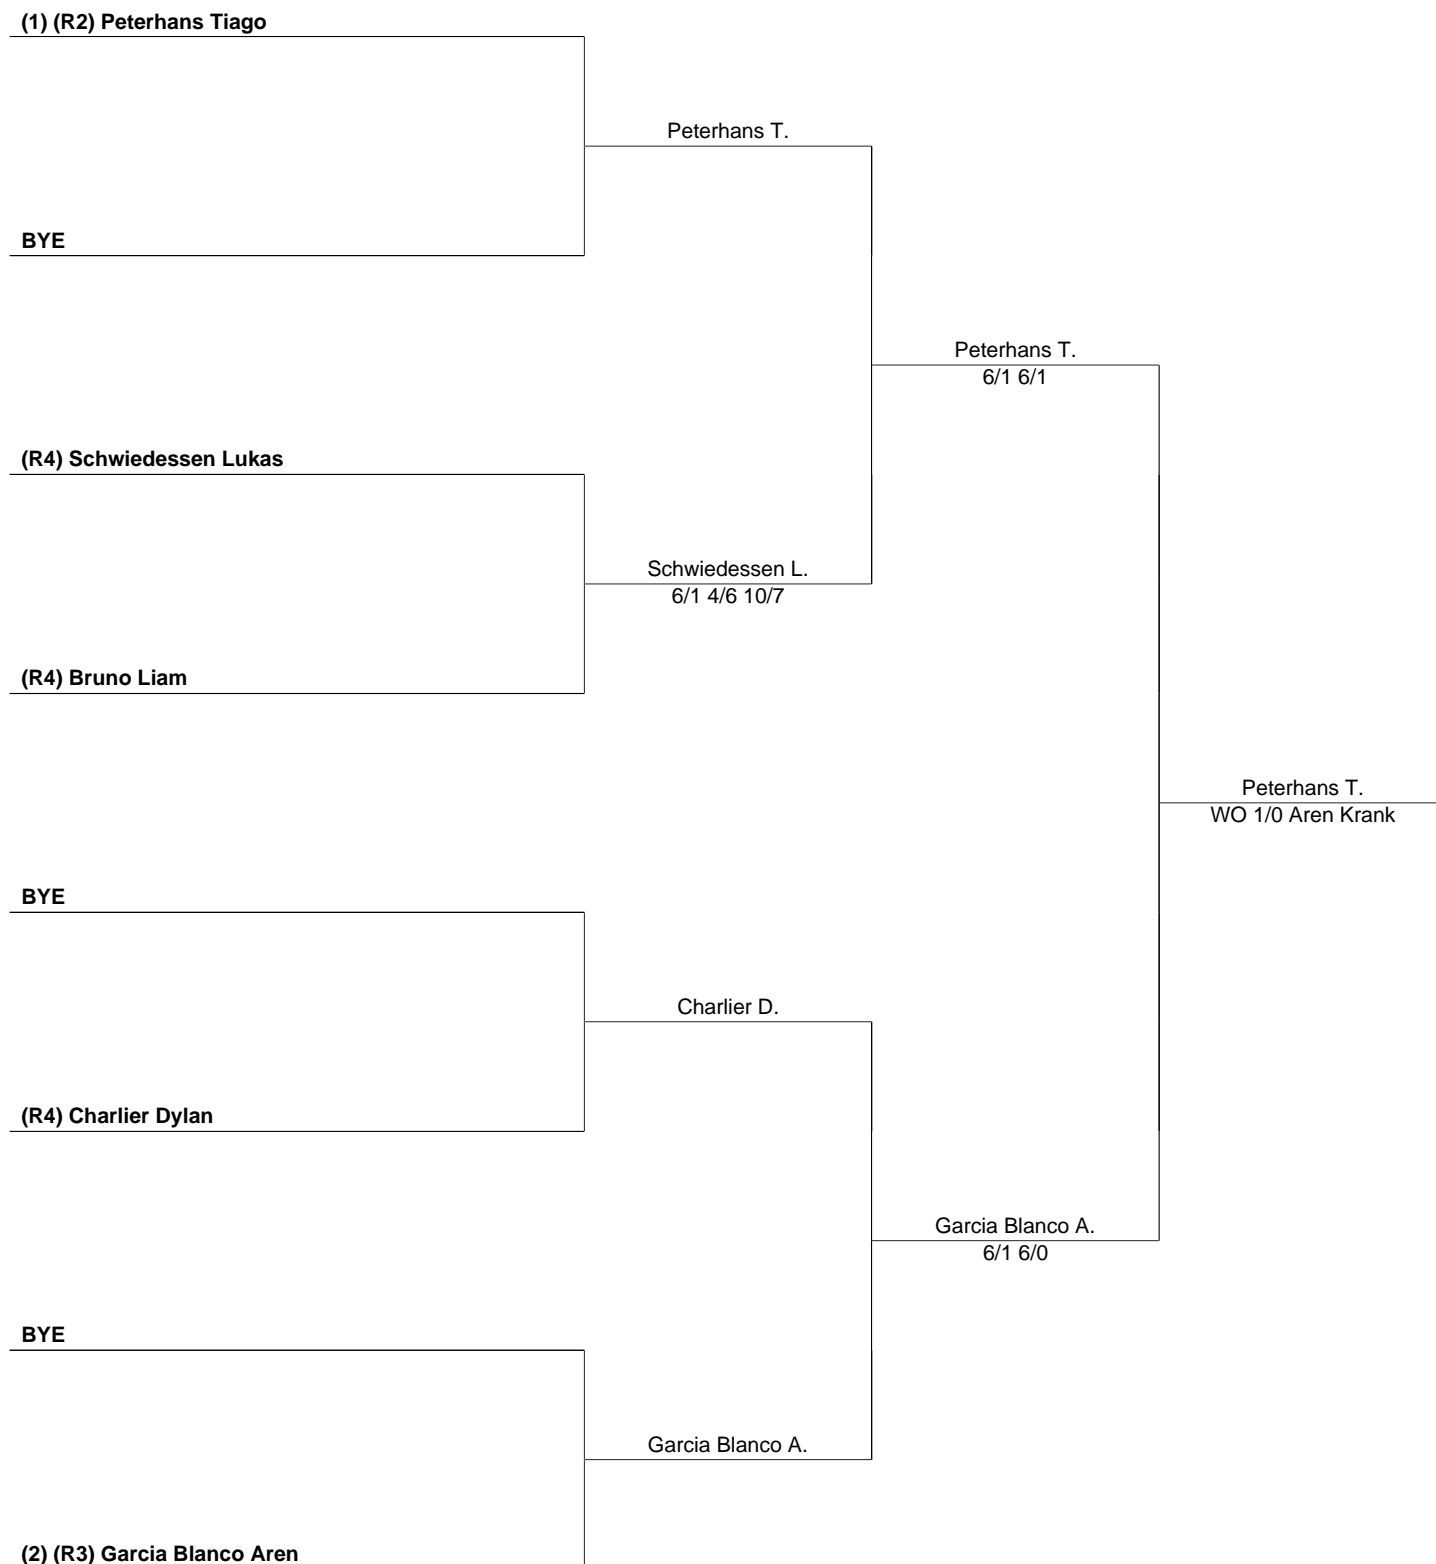 (1) (R2) Peterhans Tiago
Peterhans T.
BYE
Peterhans T.
6/1 6/1
(R4) Schwiedessen Lukas
Schwiedessen L.
6/1 4/6 10/7
(R4) Bruno Liam
Peterhans T.
WO 1/0 Aren Krank
BYE
Charlier D.
(R4) Charlier Dylan
Garcia Blanco A.
6/1 6/0
BYE
Garcia Blanco A.
(2) (R3) Garcia Blanco Aren